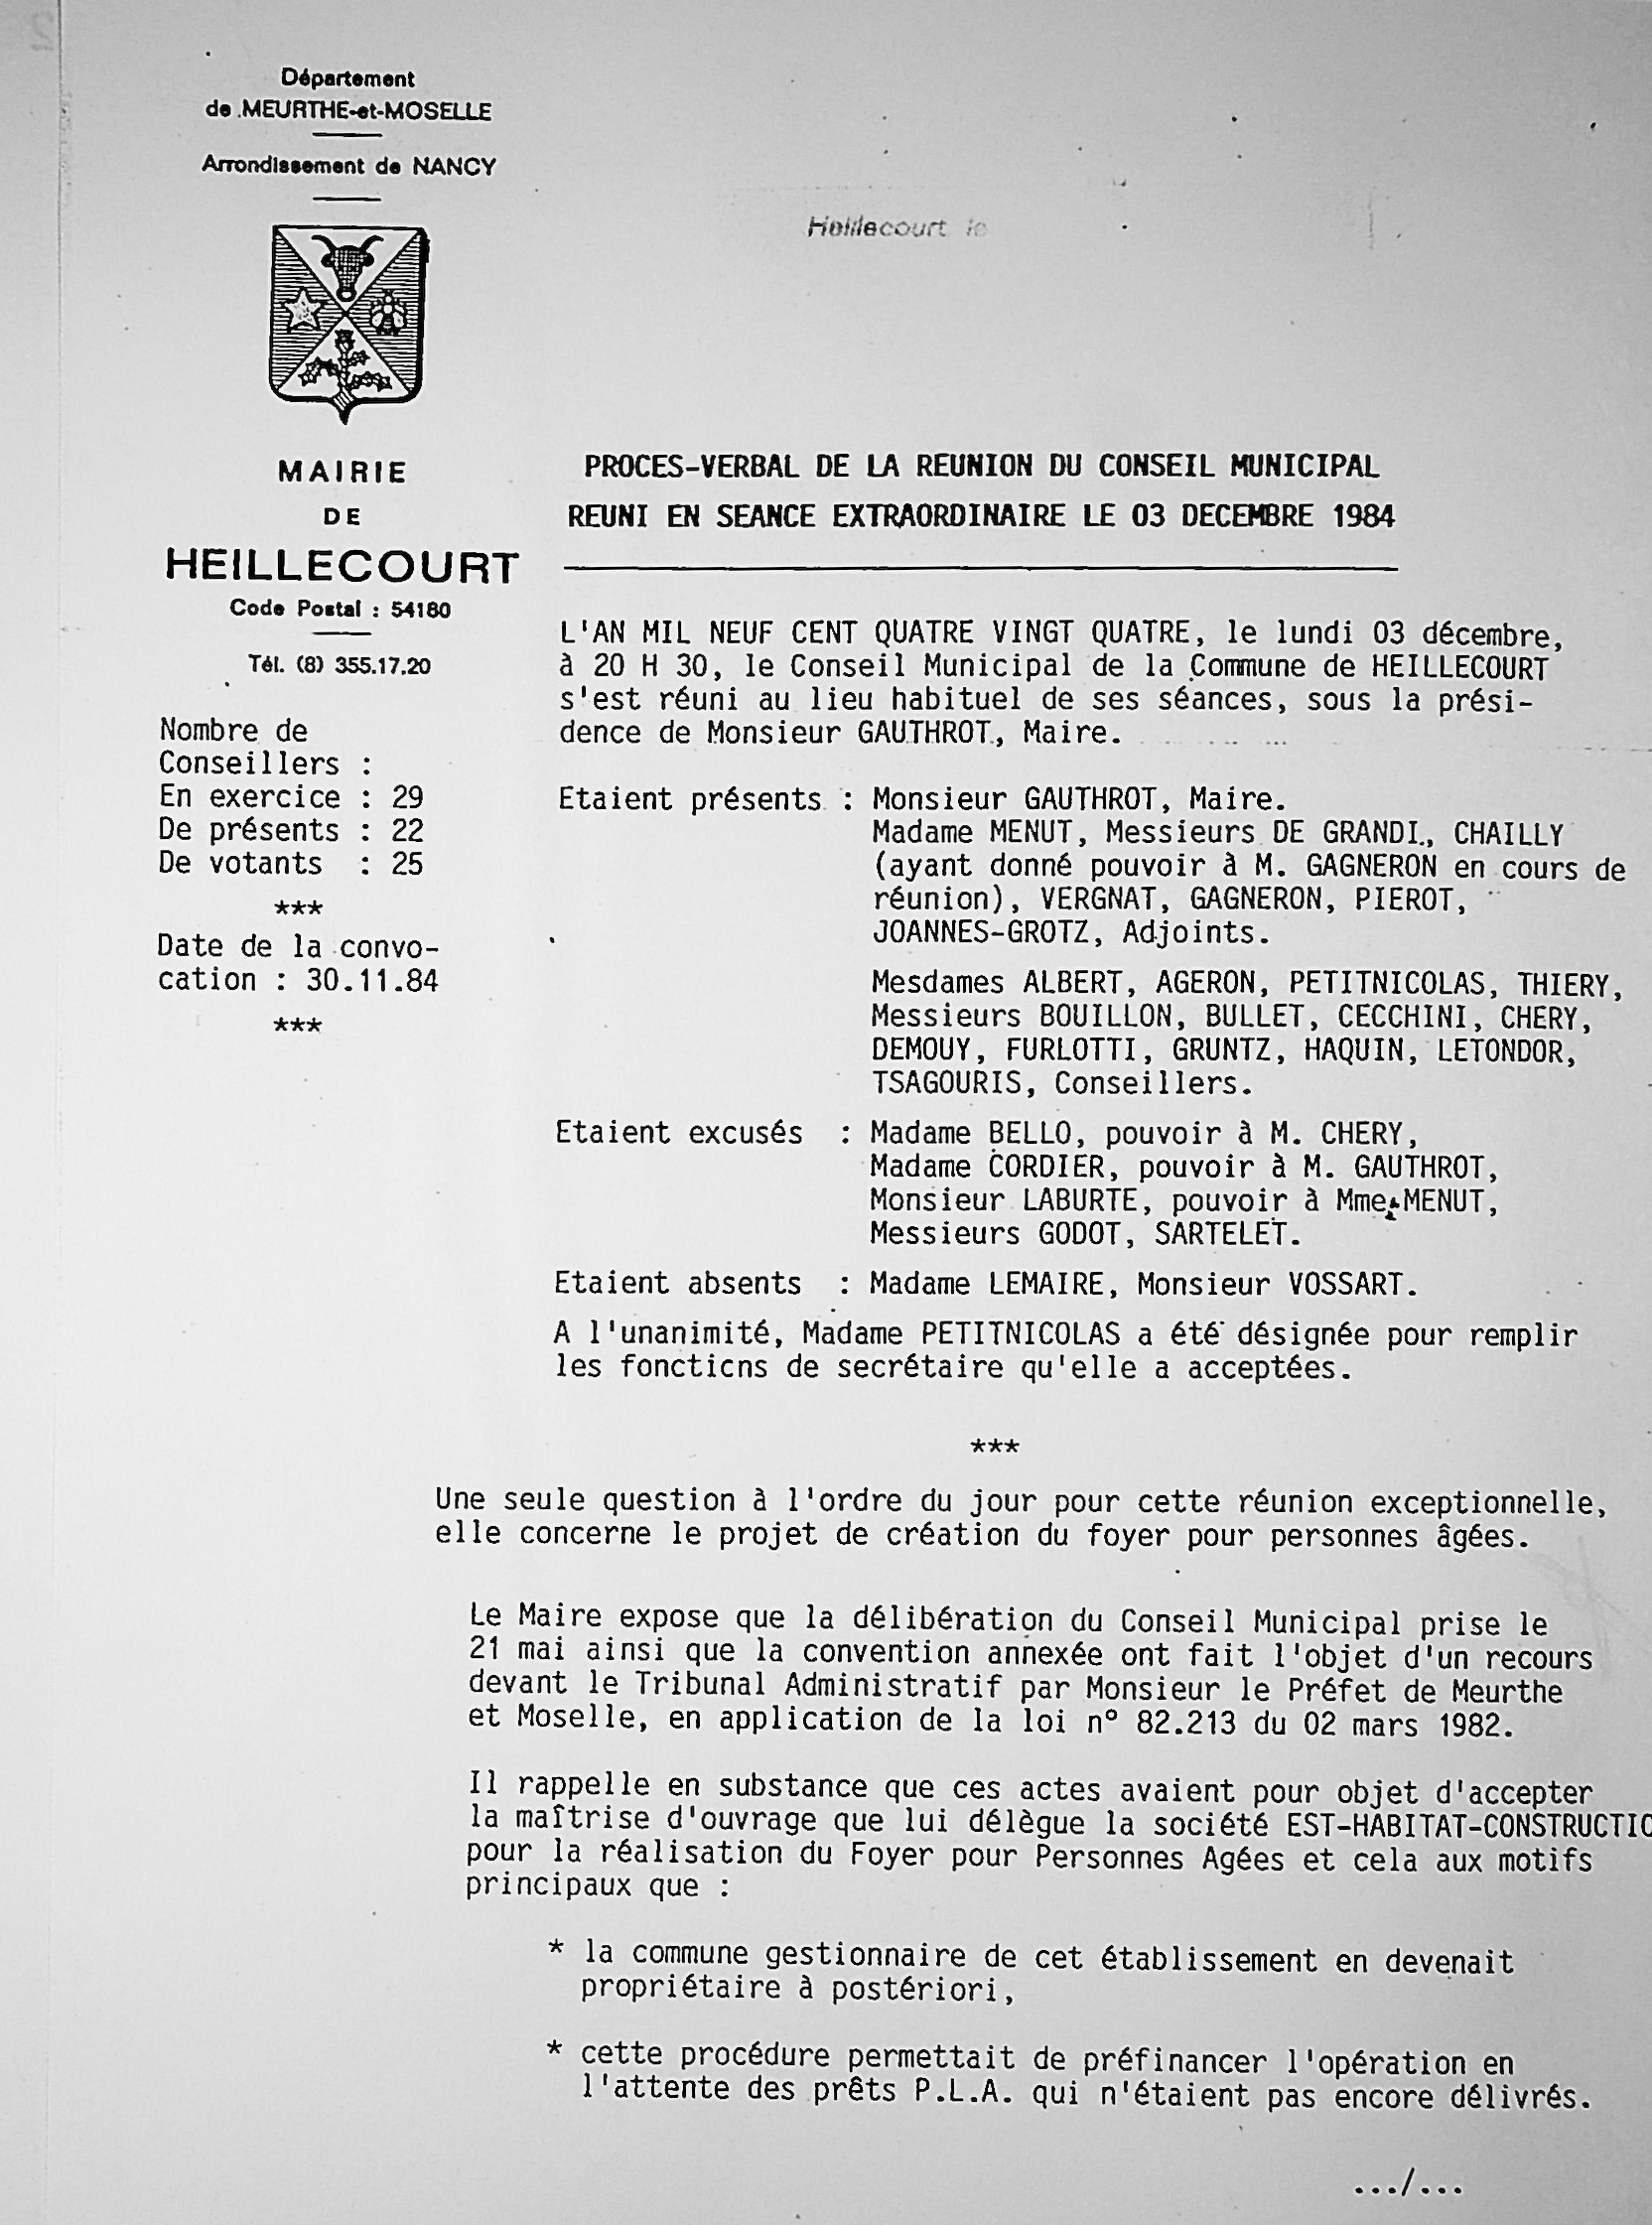 Département
de MEURTHE-et-MOSELLE
Arrondissement de NANCY
Heillecourt le
MAIRIE
DE
HEILLECOURT
Code Postal : 54180
Tél. (8) 355.17.20
Nombre de
Conseillers :
En exercice : 29
De présents : 22
De votants : 25
***
Date de la convo-
cation : 30.11.84
***
PROCES-VERBAL DE LA REUNION DU CONSEIL MUNICIPAL
REUNI EN SEANCE EXTRAORDINAIRE LE 03 DECEMBRE 1984
L'AN MIL NEUF CENT QUATRE VINGT QUATRE, le lundi 03 décembre,
à 20 H 30, le Conseil Municipal de la Commune de HEILLECOURT
s'est réuni au lieu habituel de ses séances, sous la prési-
dence de Monsieur GAUTHROT, Maire.
Etaient présents : Monsieur GAUTHROT, Maire.
Madame MENUT, Messieurs DE GRANDI, CHAILLY
(ayant donné pouvoir à M. GAGNERON en cours de
réunion), VERGNAT, GAGNERON, PIEROT,
JOANNES-GROTZ, Adjoints.
Mesdames ALBERT, AGERON, PETITNICOLAS, THIERY,
Messieurs BOUILLON, BULLET, CECCHINI, CHERY,
DEMOUY, FURLOTTI, GRUNTZ, HAQUIN, LETONDOR,
TSAGOURIS, Conseillers.
Etaient excusés : Madame BELLO, pouvoir à M. CHERY,
Madame CORDIER, pouvoir à M. GAUTHROT,
Monsieur LABURTE, pouvoir à Mme MENUT,
Messieurs GODOT, SARTELET.
Etaient absents : Madame LEMAIRE, Monsieur VOSSART.
A l'unanimité, Madame PETITNICOLAS a été désignée pour remplir
les foncticns de secrétaire qu'elle a acceptées.
***
Une seule question à l'ordre du jour pour cette réunion exceptionnelle,
elle concerne le projet de création du foyer pour personnes âgées.
Le Maire expose que la délibération du Conseil Municipal prise le
21 mai ainsi que la convention annexée ont fait l'objet d'un recours
devant le Tribunal Administratif par Monsieur le Préfet de Meurthe
et Moselle, en application de la loi n° 82.213 du 02 mars 1982.
Il rappelle en substance que ces actes avaient pour objet d'accepter
la maîtrise d'ouvrage que lui délègue la société EST-HABITAT-CONSTRUCTIO
pour la réalisation du Foyer pour Personnes Agées et cela aux motifs
principaux que :
* la commune gestionnaire de cet établissement en devenait
propriétaire à postériori,
* cette procédure permettait de préfinancer l'opération en
l'attente des prêts P.L.A. qui n'étaient pas encore délivrés.
.../...